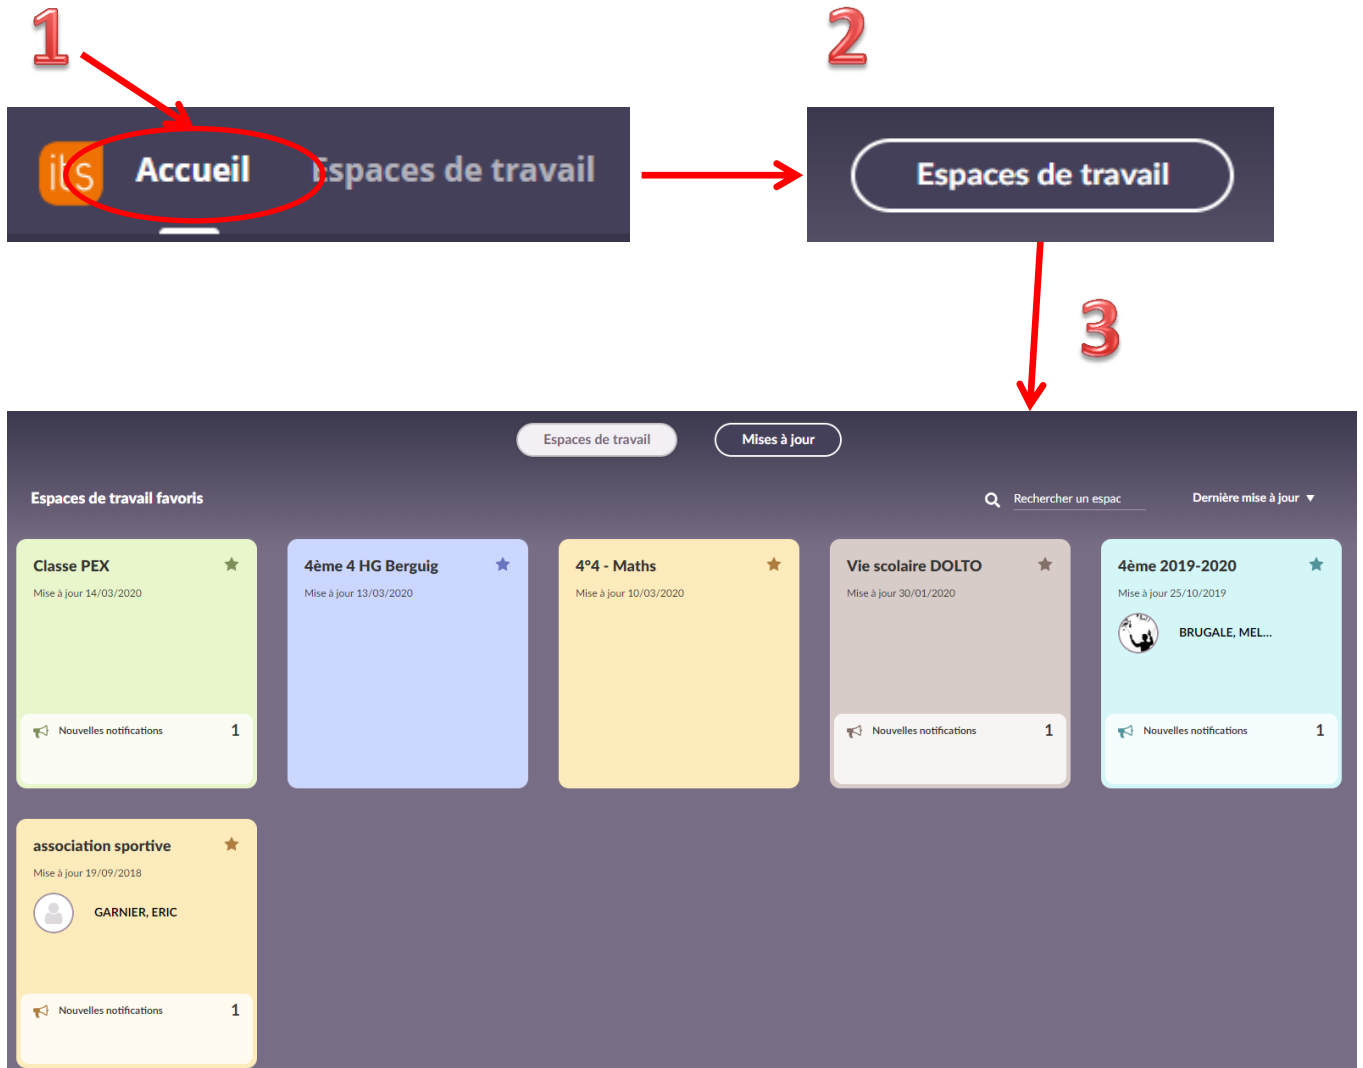 1
2
its Accueil Espaces de travail
Espaces de travail
3
Espaces de travail Mises à jour
Espaces de travail favoris
Rechercher un espac
Dernière mise à jour
Classe PEX
Mise à jour 14/03/2020
Nouvelles notifications 1
4ème 4 HG Berguig
Mise à jour 13/03/2020
4°4 - Maths
Mise à jour 10/03/2020
Vie scolaire DOLTO
Mise à jour 30/01/2020
Nouvelles notifications 1
4ème 2019-2020
Mise à jour 25/10/2019
BRUGALE, MEL...
Nouvelles notifications 1
association sportive
Mise à jour 19/09/2018
GARNIER, ERIC
Nouvelles notifications 1